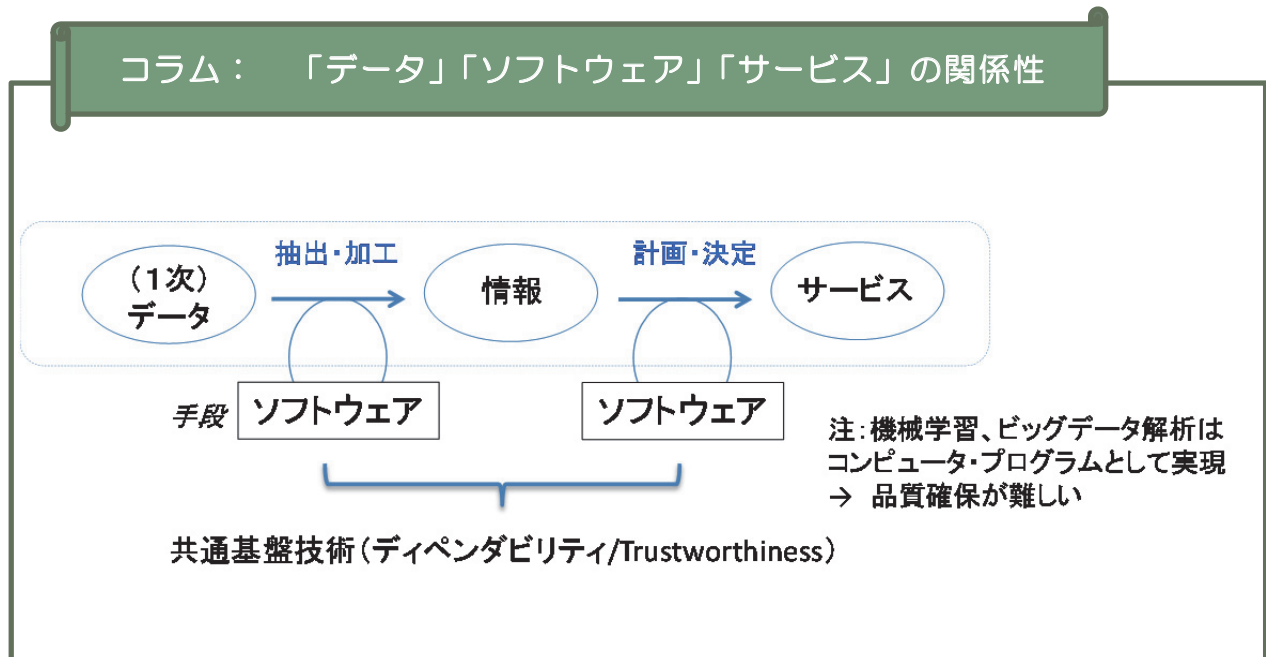 コラム： 「データ」「ソフトウェア」「サービス」の関係性
抽出・加工
計画・決定
（１次）
データ
情報
サービス
手段
ソフトウェア
ソフトウェア
注：機械学習、ビッグデータ解析は
コンピュータ・プログラムとして実現
→ 品質確保が難しい
共通基盤技術（ディペンダビリティ/Trustworthiness）